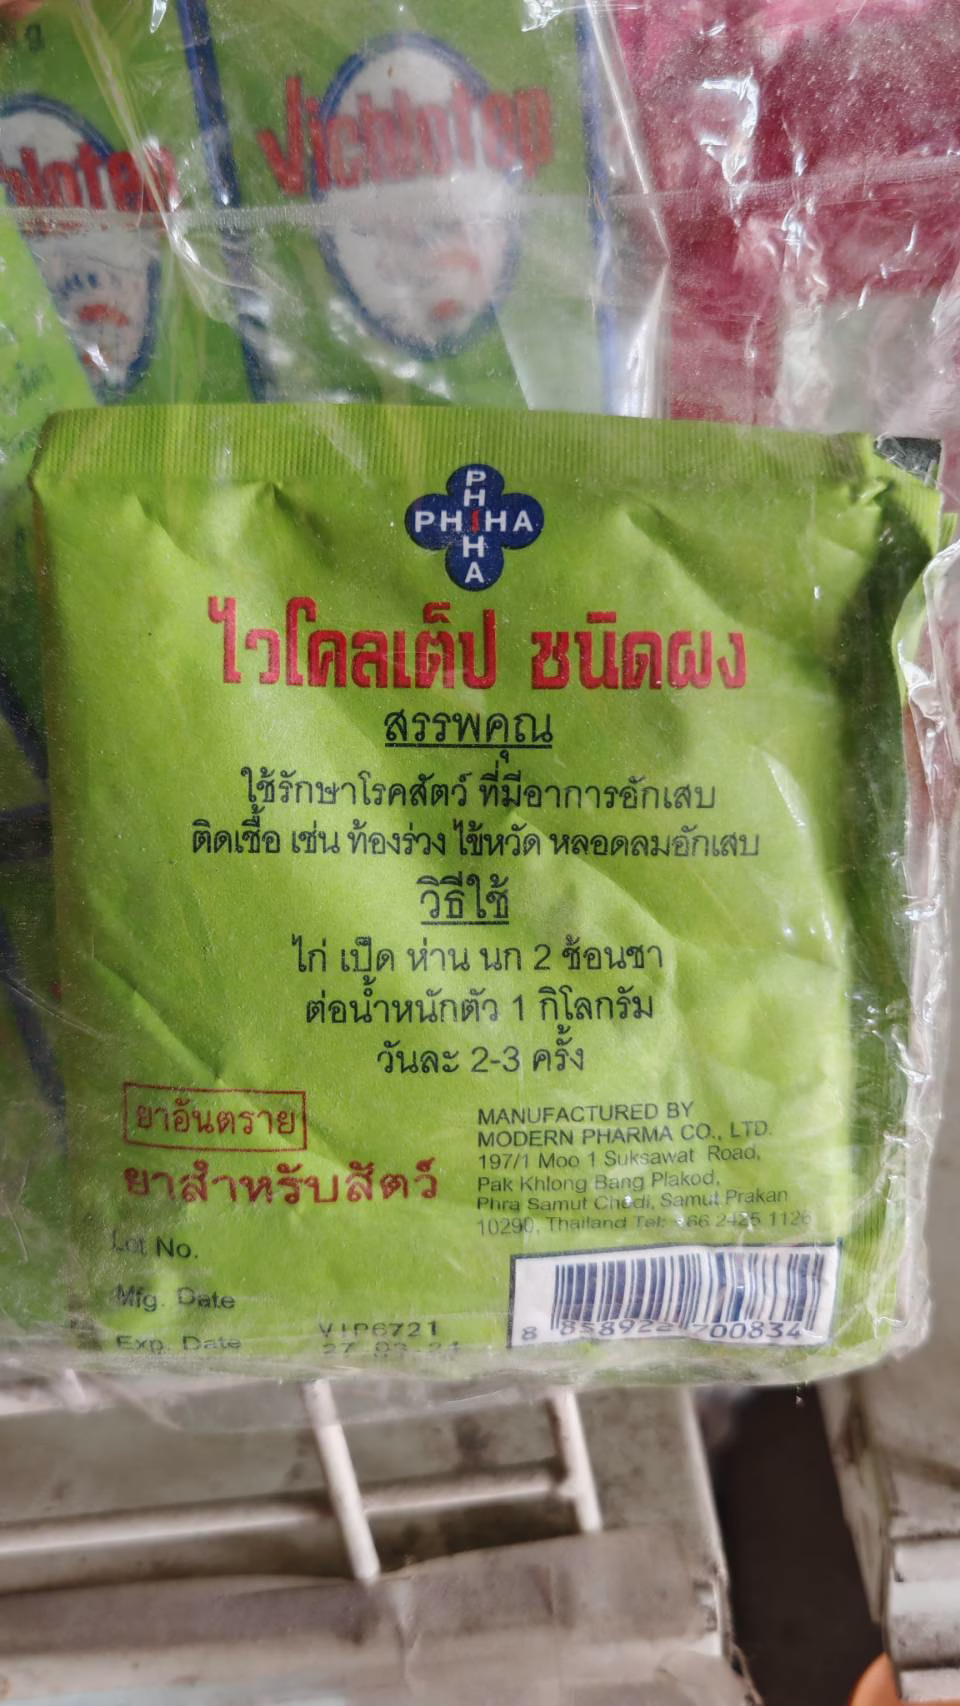 Vichlotep
PHIHA
PHIHA
ไวโคลเต็ป ชนิดผง
สรรพคุณ
ใช้รักษาโรคสัตว์ ที่มีอาการอักเสบ
ติดเชื้อ เช่น ท้องร่วง ไข้หวัด หลอดลมอักเสบ
วิธีใช้
ไก่ เป็ด ห่าน นก 2 ช้อนชา
ต่อน้ำหนักตัว 1 กิโลกรัม
วันละ 2-3 ครั้ง
ยาอันตราย
ยาสำหรับสัตว์
MANUFACTURED BY
MODERN PHARMA CO., LTD.
197/1 Moo 1 Suksawat Road,
Pak Khlong Bang Plakod,
Phra Samut Chedi, Samut Prakan
10290, Thailand Tel: +66 2425 1126
Lot No.
Mfg. Date
Exp. Date
VIP6721